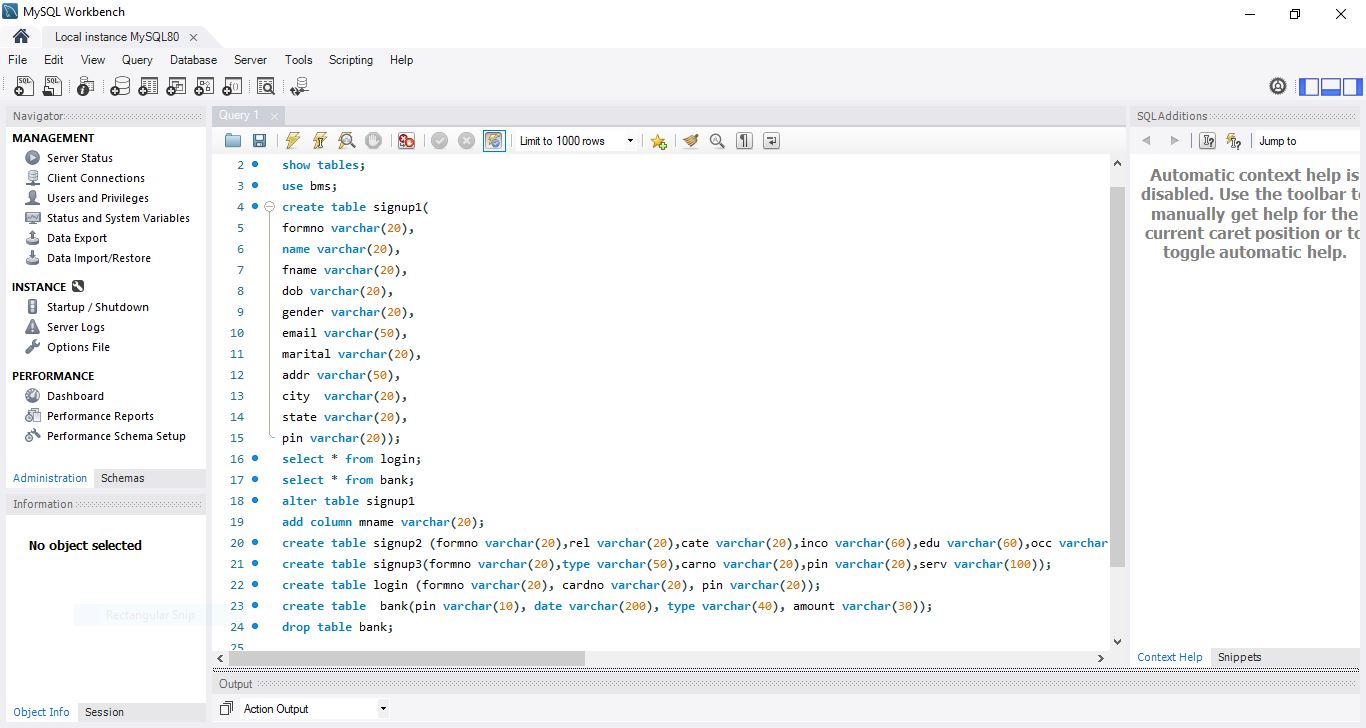 MySQL Workbench
Local instance MySQL80
File Edit View Query Database Server Tools Scripting Help
Navigator
MANAGEMENT
Server Status
Client Connections
Users and Privileges
Status and System Variables
Data Export
Data Import/Restore
INSTANCE
Startup / Shutdown
Server Logs
Options File
PERFORMANCE
Dashboard
Performance Reports
Performance Schema Setup
Administration Schemas
Information
No object selected
Rectangular Snip
Object Info Session
Query 1
Limit to 1000 rows
2 show tables;
3 use bms;
4 create table signup1(
5 formno varchar(20),
6 name varchar(20),
7 fname varchar(20),
8 dob varchar(20),
9 gender varchar(20),
10 email varchar(50),
11 marital varchar(20),
12 addr varchar(50),
13 city  varchar(20),
14 state varchar(20),
15 pin varchar(20));
16 select * from login;
17 select * from bank;
18 alter table signup1
19 add column mname varchar(20);
20 create table signup2 (formno varchar(20),rel varchar(20),cate varchar(20),inco varchar(60),edu varchar(60),occ varchar
21 create table signup3(formno varchar(20),type varchar(50),carno varchar(20),pin varchar(20),serv varchar(100));
22 create table login (formno varchar(20), cardno varchar(20), pin varchar(20));
23 create table  bank(pin varchar(10), date varchar(200), type varchar(40), amount varchar(30));
24 drop table bank;
25
Output
Action Output
SQLAdditions
Jump to
Automatic context help is
disabled. Use the toolbar to
manually get help for the
current caret position or to
toggle automatic help.
Context Help Snippets